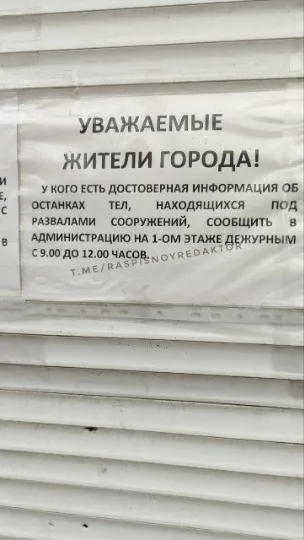 УВАЖАЕМЫЕ
ЖИТЕЛИ ГОРОДА!
И
У КОГО ЕСТЬ ДОСТОВЕРНАЯ ИНФОРМАЦИЯ ОБ
Е,
ОСТАНКАХ ТЕЛ, НАХОДЯЩИХСЯ ПОД
С
РАЗВАЛАМИ СООРУЖЕНИЙ, СООБЩИТЬ В
В
АДМИНИСТРАЦИЮ НА 1-ОМ ЭТАЖЕ ДЕЖУРНЫМ
С 9.00 ДО 12.00 ЧАСОВ.
T.ME/RASPISNOYREDAKTOR